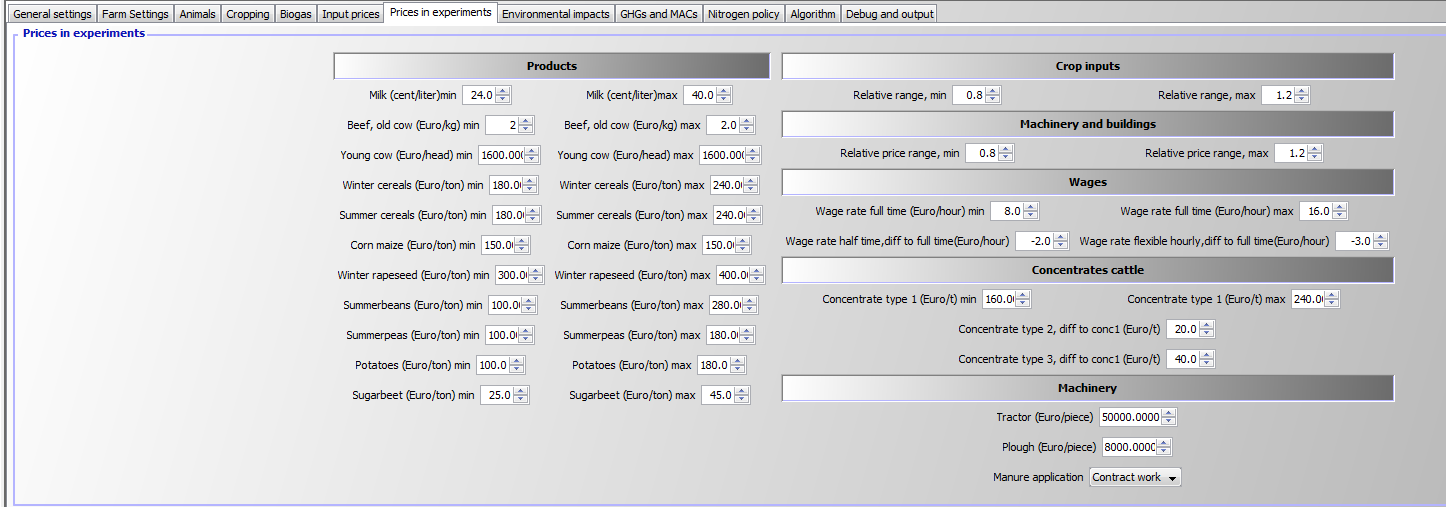 General settings Farm Settings Animals Cropping Biogas Input prices Prices in experiments Environmental impacts GHGs and MACs Nitrogen policy Algorithm Debug and output
Prices in experiments
Products
Milk (cent/liter)min 24.0 Milk (cent/liter)max 40.0
Beef, old cow (Euro/kg) min 2 Beef, old cow (Euro/kg) max 2.0
Young cow (Euro/head) min 1600.00( Young cow (Euro/head) max 1600.00(
Winter cereals (Euro/ton) min 180.0( Winter cereals (Euro/ton) max 240.0(
Summer cereals (Euro/ton) min 180.0( Summer cereals (Euro/ton) max 240.0(
Corn maize (Euro/ton) min 150.0( Corn maize (Euro/ton) max 150.0(
Winter rapeseed (Euro/ton) min 300.0( Winter rapeseed (Euro/ton) max 400.0(
Summerbeans (Euro/ton) min 100.0( Summerbeans (Euro/ton) max 280.0(
Summerpeas (Euro/ton) min 100.0( Summerpeas (Euro/ton) max 180.0(
Potatoes (Euro/ton) min 100.0 Potatoes (Euro/ton) max 180.0
Sugarbeet (Euro/ton) min 25.0 Sugarbeet (Euro/ton) max 45.0
Crop inputs
Relative range, min 0.8 Relative range, max 1.2
Machinery and buildings
Relative price range, min 0.8 Relative price range, max 1.2
Wages
Wage rate full time (Euro/hour) min 8.0 Wage rate full time (Euro/hour) max 16.0
Wage rate half time,diff to full time(Euro/hour) -2.0 Wage rate flexible hourly,diff to full time(Euro/hour) -3.0
Concentrates cattle
Concentrate type 1 (Euro/t) min 160.0( Concentrate type 1 (Euro/t) max 240.0(
Concentrate type 2, diff to conc1 (Euro/t) 20.0
Concentrate type 3, diff to conc1 (Euro/t) 40.0
Machinery
Tractor (Euro/piece) 50000.0000
Plough (Euro/piece) 8000.0000
Manure application Contract work